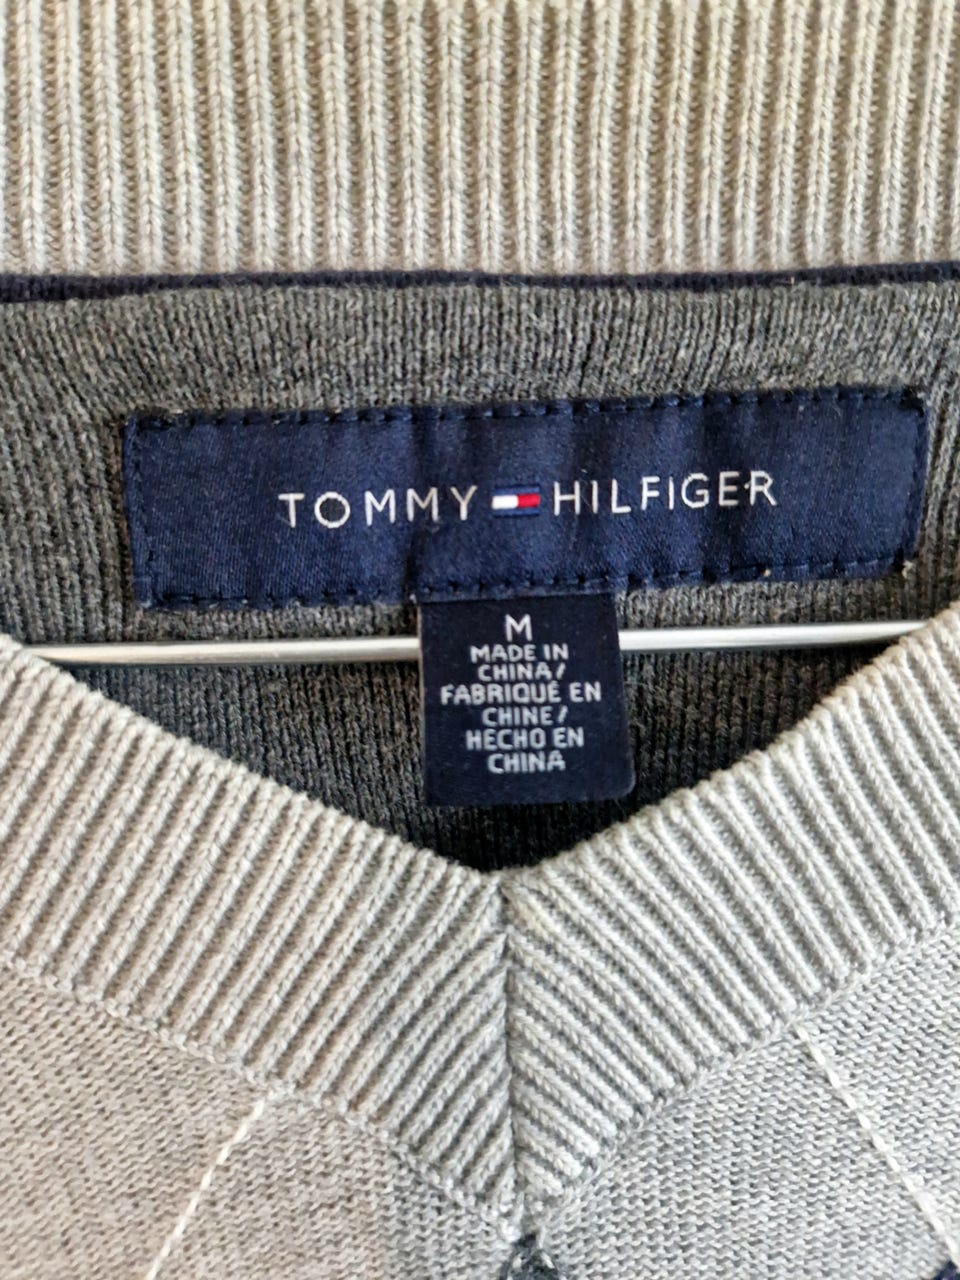 TOMMY HILFIGER
M
MADE IN
CHINA/
FABRIQUÉ EN
CHINE/
HECHO EN
CHINA